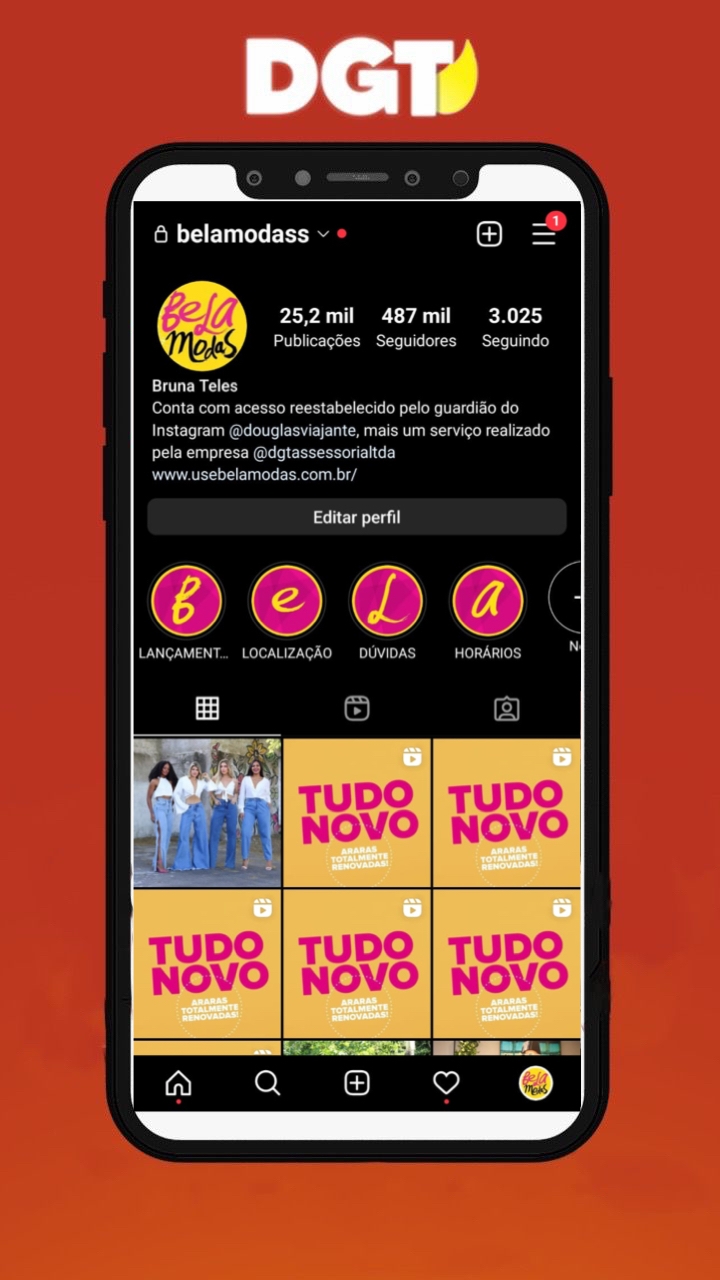 DGT
belamodass
1
BeLa
ModaS
25,2 mil 487 mil 3.025
Publicações Seguidores Seguindo
Bruna Teles
Conta com acesso reestabelecido pelo guardião do
Instagram @douglasviajante, mais um serviço realizado
pela empresa @dgtassessorialtda
www.usebelamodas.com.br/
Editar perfil
B e L a
LANÇAMENT... LOCALIZAÇÃO DÚVIDAS HORÁRIOS
TUDO
NOVO
ARARAS
TOTALMENTE
RENOVADAS!
TUDO
NOVO
ARARAS
TOTALMENTE
RENOVADAS!
TUDO
NOVO
ARARAS
TOTALMENTE
RENOVADAS!
TUDO
NOVO
ARARAS
TOTALMENTE
RENOVADAS!
TUDO
NOVO
ARARAS
TOTALMENTE
RENOVADAS!
BeLa
ModaS